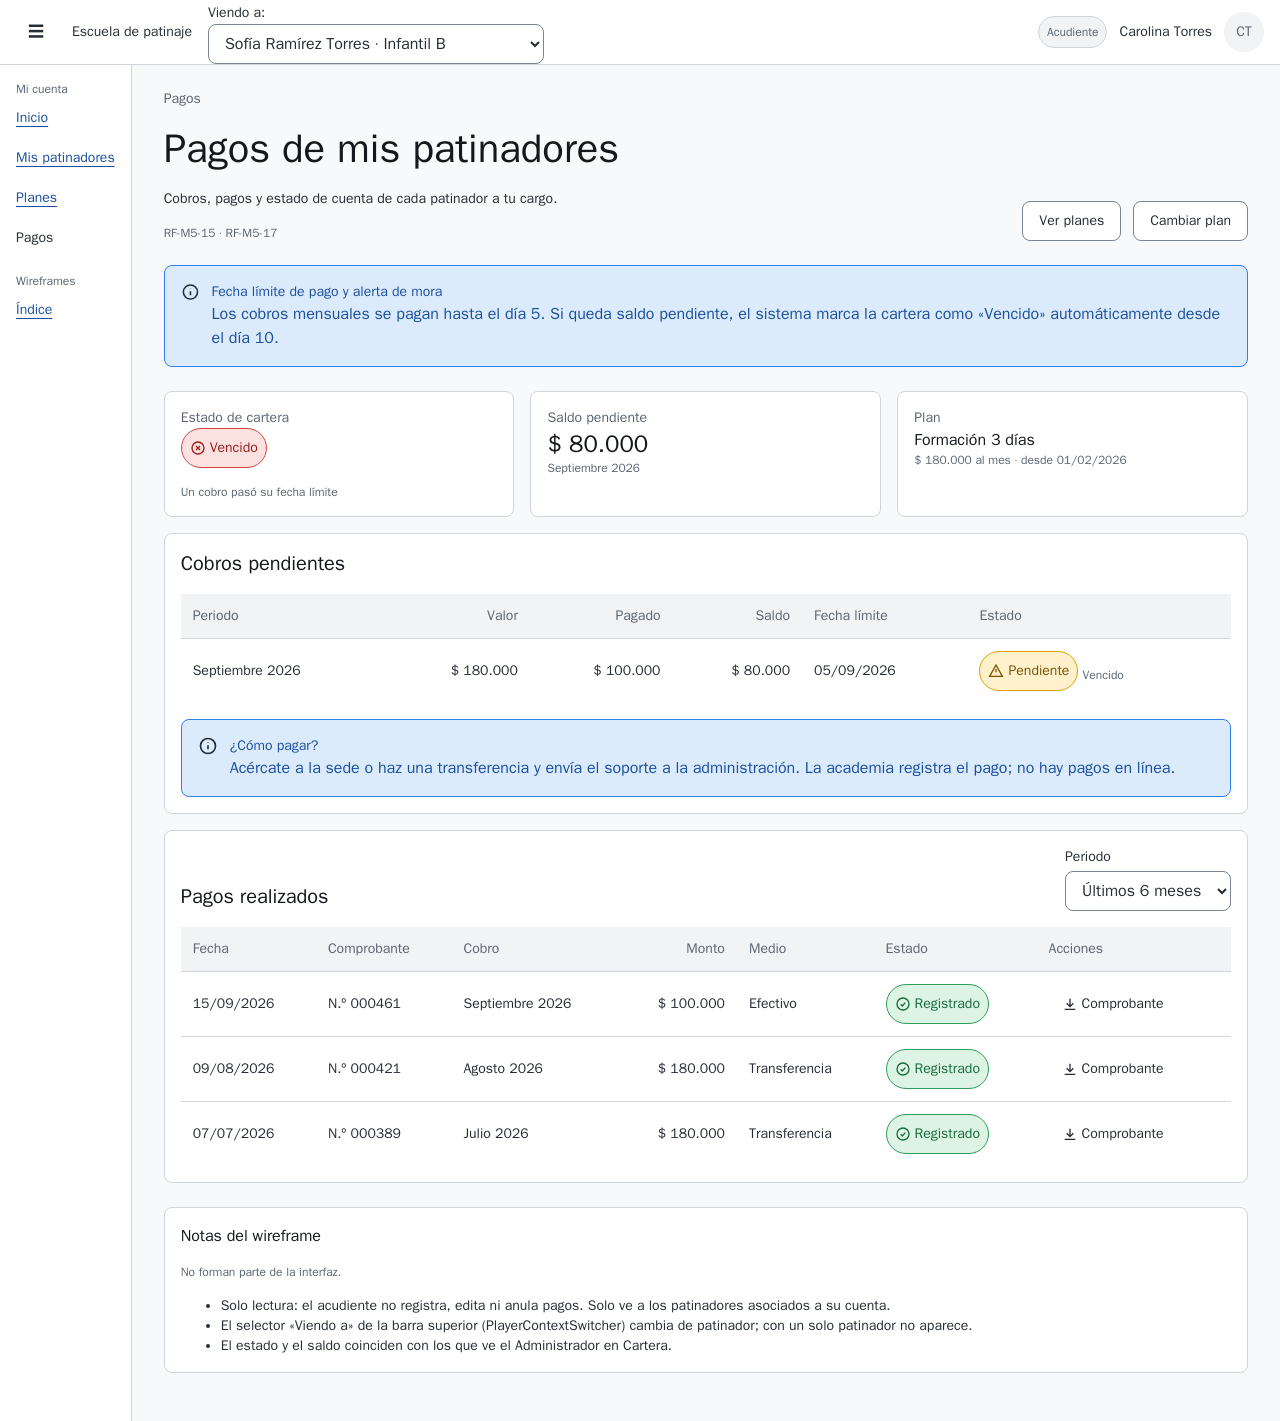 Escuela de patinaje
Viendo a:
Sofía Ramírez Torres · Infantil B
Acudiente
Carolina Torres
CT
Mi cuenta
Inicio
Mis patinadores
Planes
Pagos
Wireframes
Índice
Pagos
Pagos de mis patinadores
Cobros, pagos y estado de cuenta de cada patinador a tu cargo.
RF-M5-15 · RF-M5-17
Ver planes
Cambiar plan
Fecha límite de pago y alerta de mora
Los cobros mensuales se pagan hasta el día 5. Si queda saldo pendiente, el sistema marca la cartera como «Vencido» automáticamente desde
el día 10.
Estado de cartera
Vencido
Un cobro pasó su fecha límite
Saldo pendiente
$ 80.000
Septiembre 2026
Plan
Formación 3 días
$ 180.000 al mes · desde 01/02/2026
Cobros pendientes
Periodo Valor Pagado Saldo Fecha límite Estado
Septiembre 2026 $ 180.000 $ 100.000 $ 80.000 05/09/2026 Pendiente Vencido
¿Cómo pagar?
Acércate a la sede o haz una transferencia y envía el soporte a la administración. La academia registra el pago; no hay pagos en línea.
Pagos realizados
Periodo
Últimos 6 meses
Fecha Comprobante Cobro Monto Medio Estado Acciones
15/09/2026 N.º 000461 Septiembre 2026 $ 100.000 Efectivo Registrado Comprobante
09/08/2026 N.º 000421 Agosto 2026 $ 180.000 Transferencia Registrado Comprobante
07/07/2026 N.º 000389 Julio 2026 $ 180.000 Transferencia Registrado Comprobante
Notas del wireframe
No forman parte de la interfaz.
• Solo lectura: el acudiente no registra, edita ni anula pagos. Solo ve a los patinadores asociados a su cuenta.
• El selector «Viendo a» de la barra superior (PlayerContextSwitcher) cambia de patinador; con un solo patinador no aparece.
• El estado y el saldo coinciden con los que ve el Administrador en Cartera.